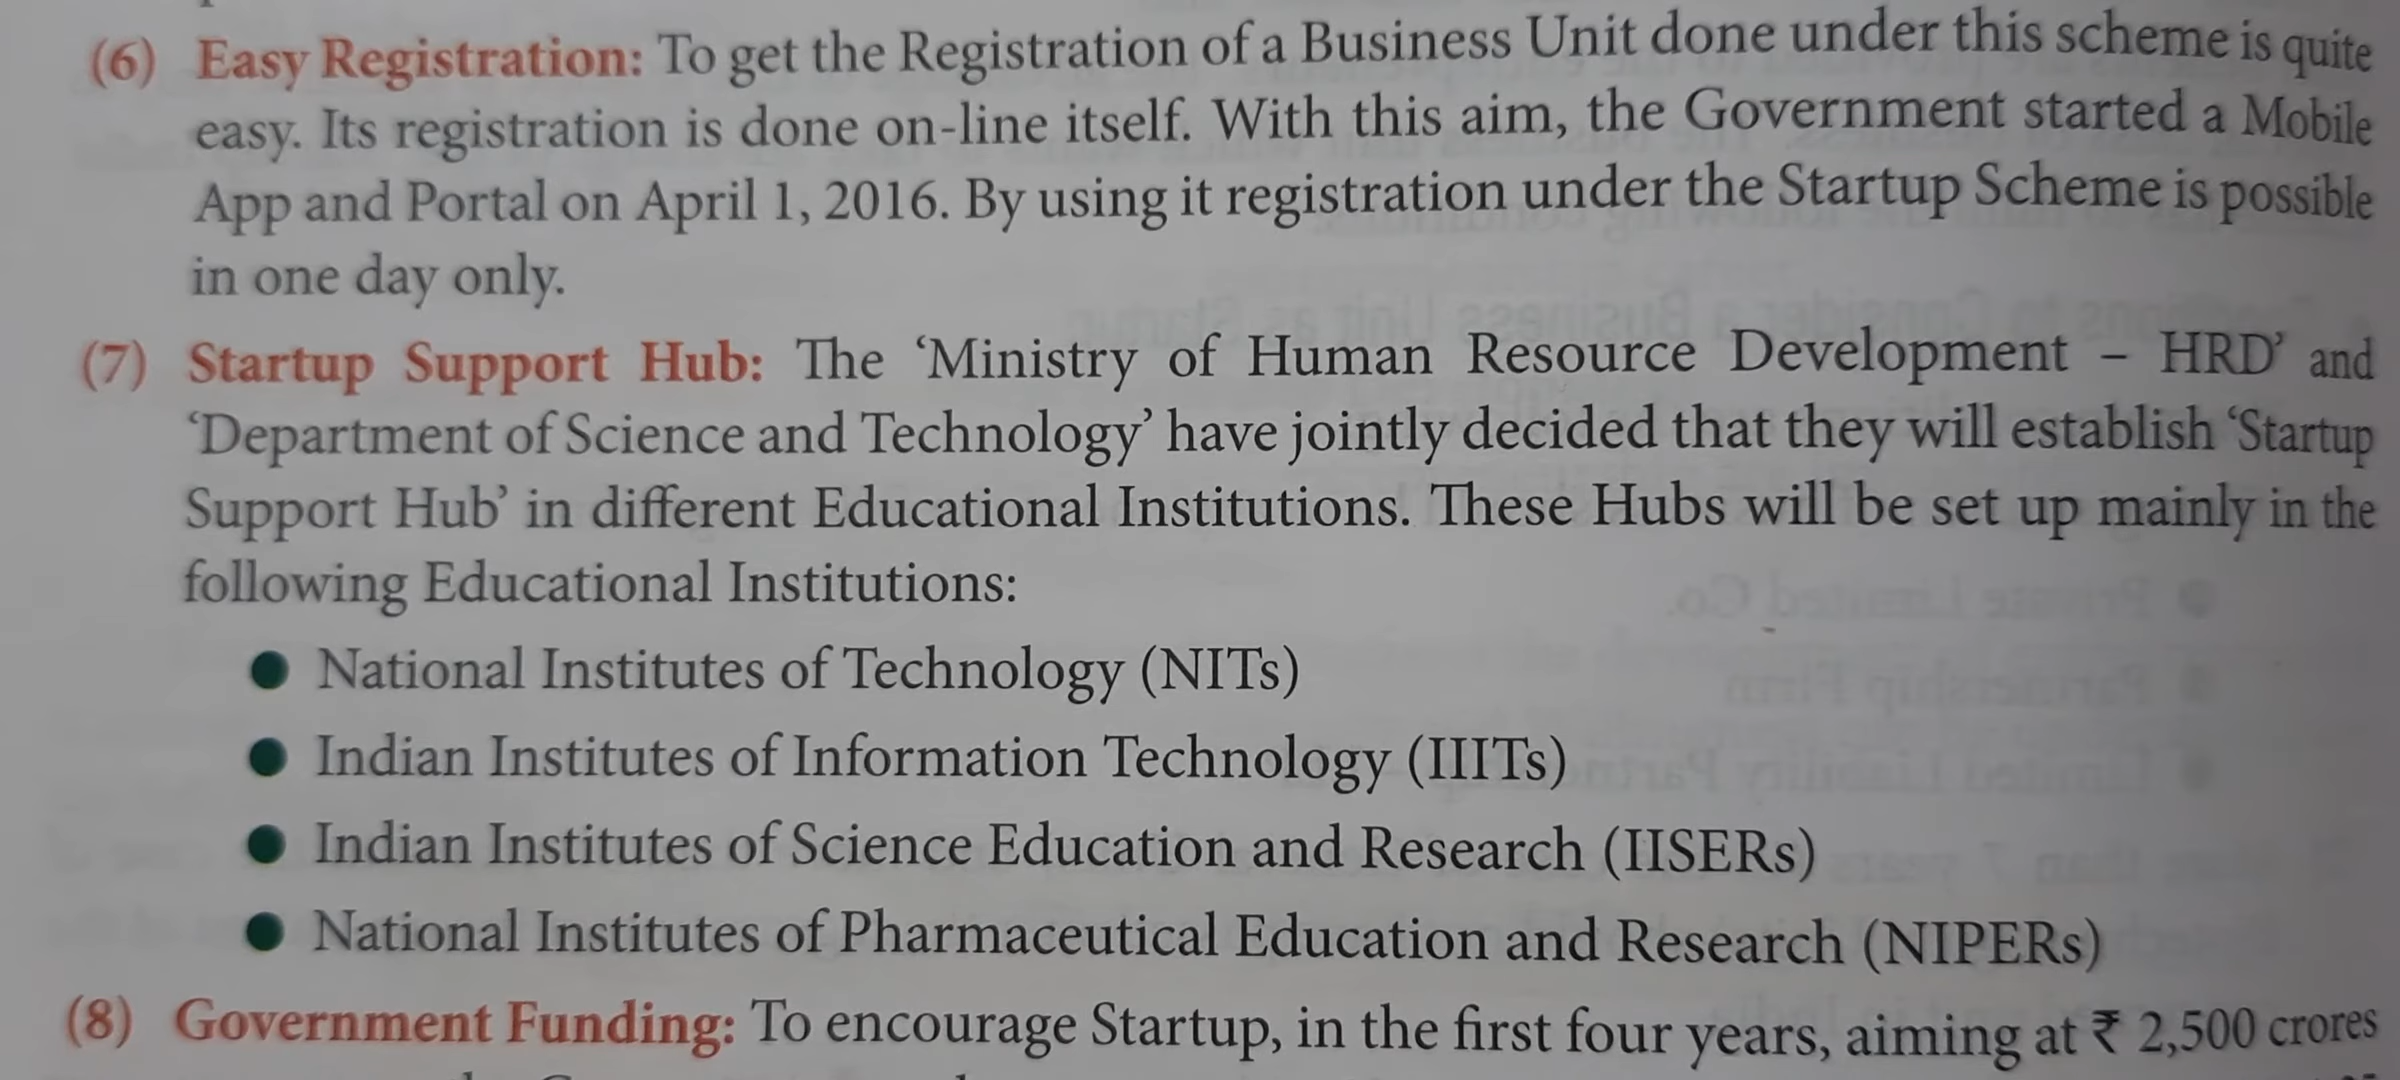 (6) Easy Registration: To get the Registration of a Business Unit done under this scheme is quite
easy. Its registration is done on-line itself. With this aim, the Government started a Mobile
App and Portal on April 1, 2016. By using it registration under the Startup Scheme is possible
in one day only.
(7) Startup Support Hub: The ‘Ministry of Human Resource Development – HRD’ and
‘Department of Science and Technology’ have jointly decided that they will establish ‘Startup
Support Hub’ in different Educational Institutions. These Hubs will be set up mainly in the
following Educational Institutions:
● National Institutes of Technology (NITs)
● Indian Institutes of Information Technology (IIITs)
● Indian Institutes of Science Education and Research (IISERs)
● National Institutes of Pharmaceutical Education and Research (NIPERs)
(8) Government Funding: To encourage Startup, in the first four years, aiming at ₹ 2,500 crores